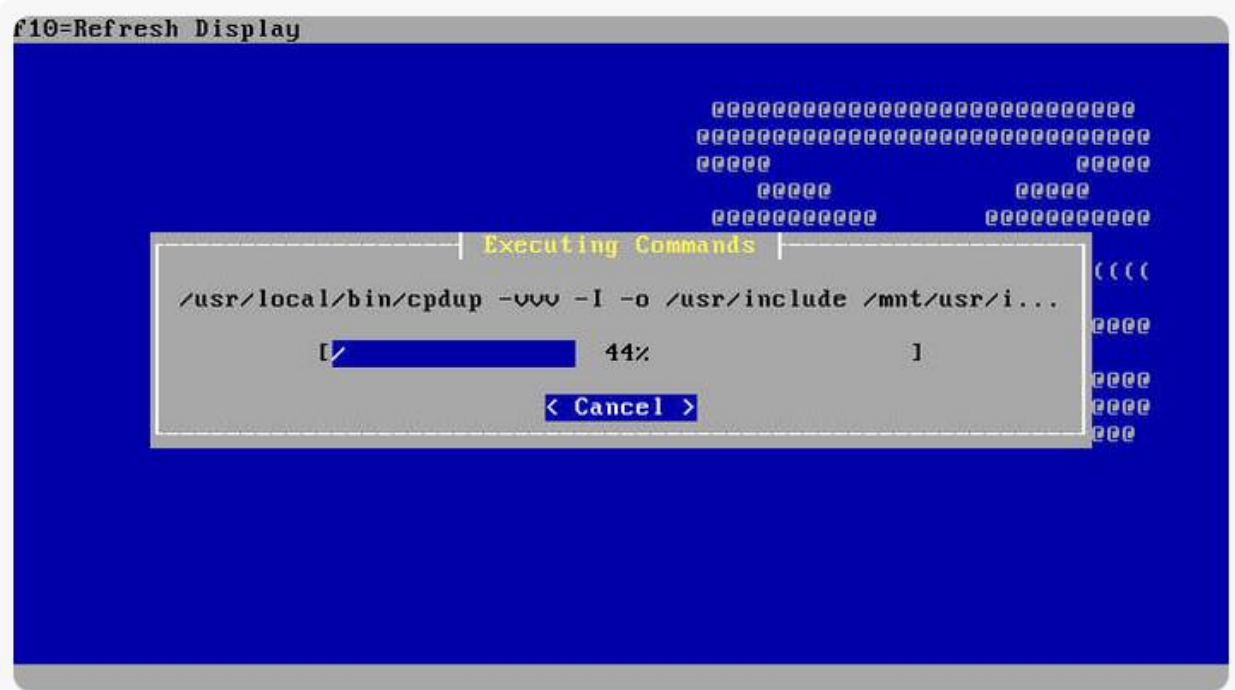 f10=Refresh Display
@@@@@@@@@@@@@@@@@@@@@@@@@@@@
@@@@@@@@@@@@@@@@@@@@@@@@@@@@@@
@@@@@ @@@@@
@@@@@ @@@@@
@@@@@@@@@@@ @@@@@@@@@@@
Executing Commands
((((
/usr/local/bin/cpdup -vvv -I -o /usr/include /mnt/usr/i...
@@@@
[/ 44% ]
@@@@
< Cancel >
@@@@
@@@